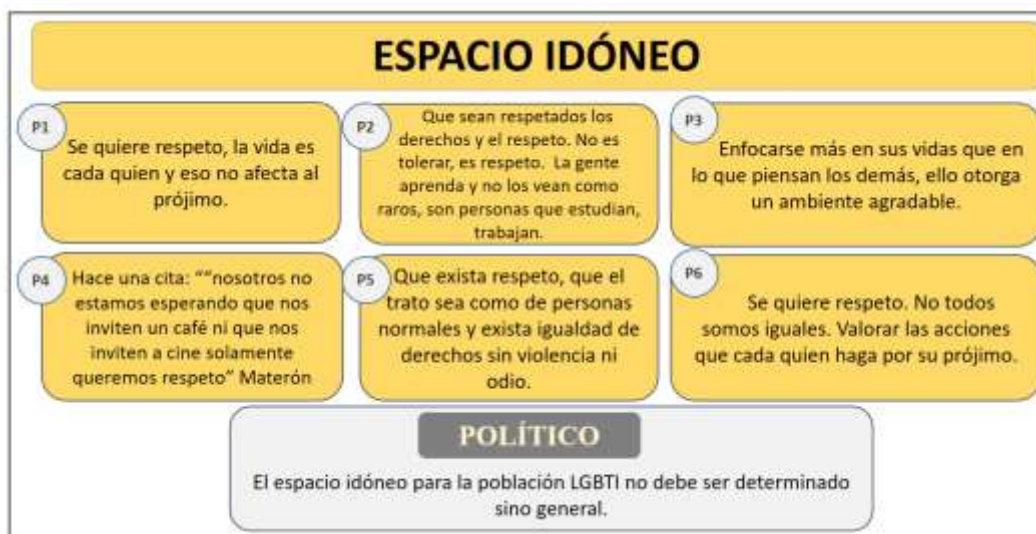 ESPACIO IDÓNEO
P1
Se quiere respeto, la vida es
cada quien y eso no afecta al
prójimo.
P2
Que sean respetados los
derechos y el respeto. No es
tolerar, es respeto. La gente
aprenda y no los vean como
raros, son personas que estudian,
trabajan.
P3
Enfocarse más en sus vidas que en
lo que piensan los demás, ello otorga
un ambiente agradable.
P4
Hace una cita: ““nosotros no
estamos esperando que nos
inviten un café ni que nos
inviten a cine solamente
queremos respeto” Materón
P5
Que exista respeto, que el
trato sea como de personas
normales y exista igualdad de
derechos sin violencia ni
odio.
P6
Se quiere respeto. No todos
somos iguales. Valorar las acciones
que cada quien haga por su prójimo.
POLÍTICO
El espacio idóneo para la población LGBTI no debe ser determinado
sino general.